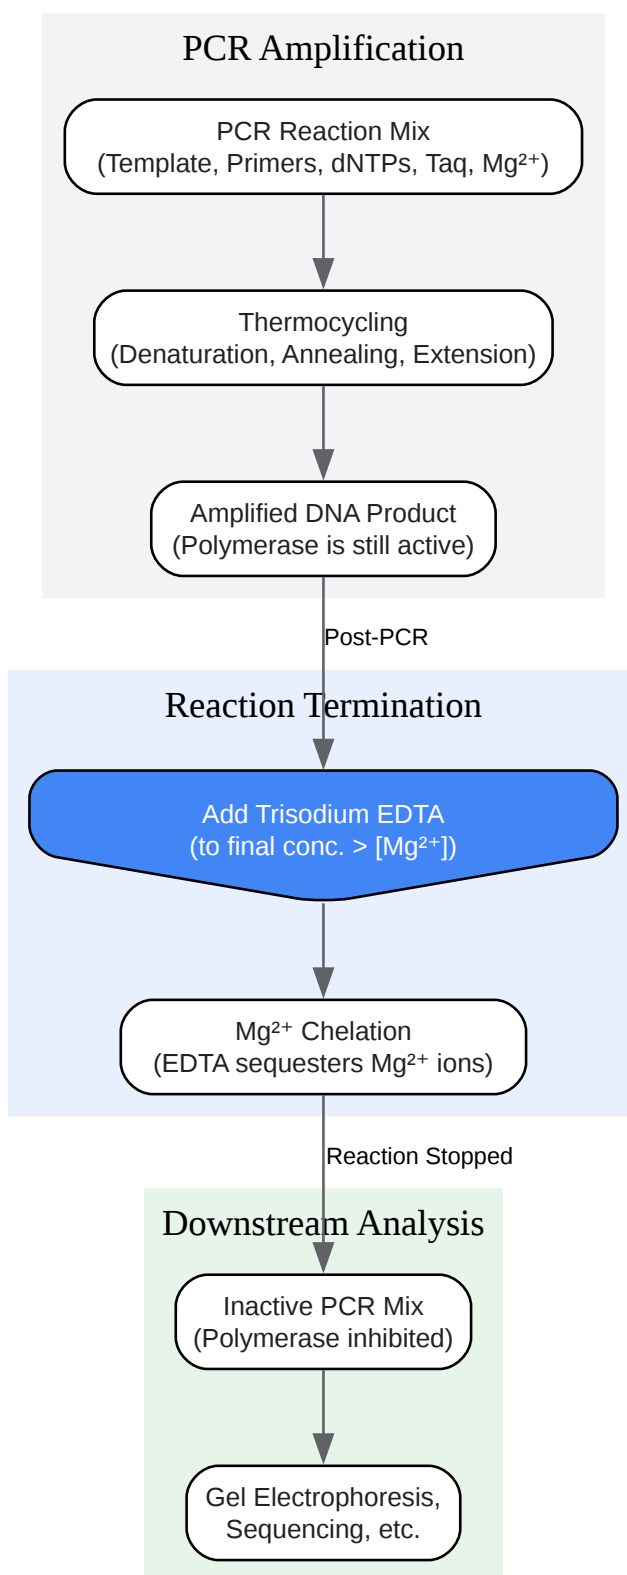 PCR Amplification
PCR Reaction Mix
(Template, Primers, dNTPs, Taq, Mg²⁺)
Thermocycling
(Denaturation, Annealing, Extension)
Amplified DNA Product
(Polymerase is still active)
Post-PCR
Reaction Termination
Add Trisodium EDTA
(to final conc. > [Mg²⁺])
Mg²⁺ Chelation
(EDTA sequesters Mg²⁺ ions)
Reaction Stopped
Downstream Analysis
Inactive PCR Mix
(Polymerase inhibited)
Gel Electrophoresis,
Sequencing, etc.